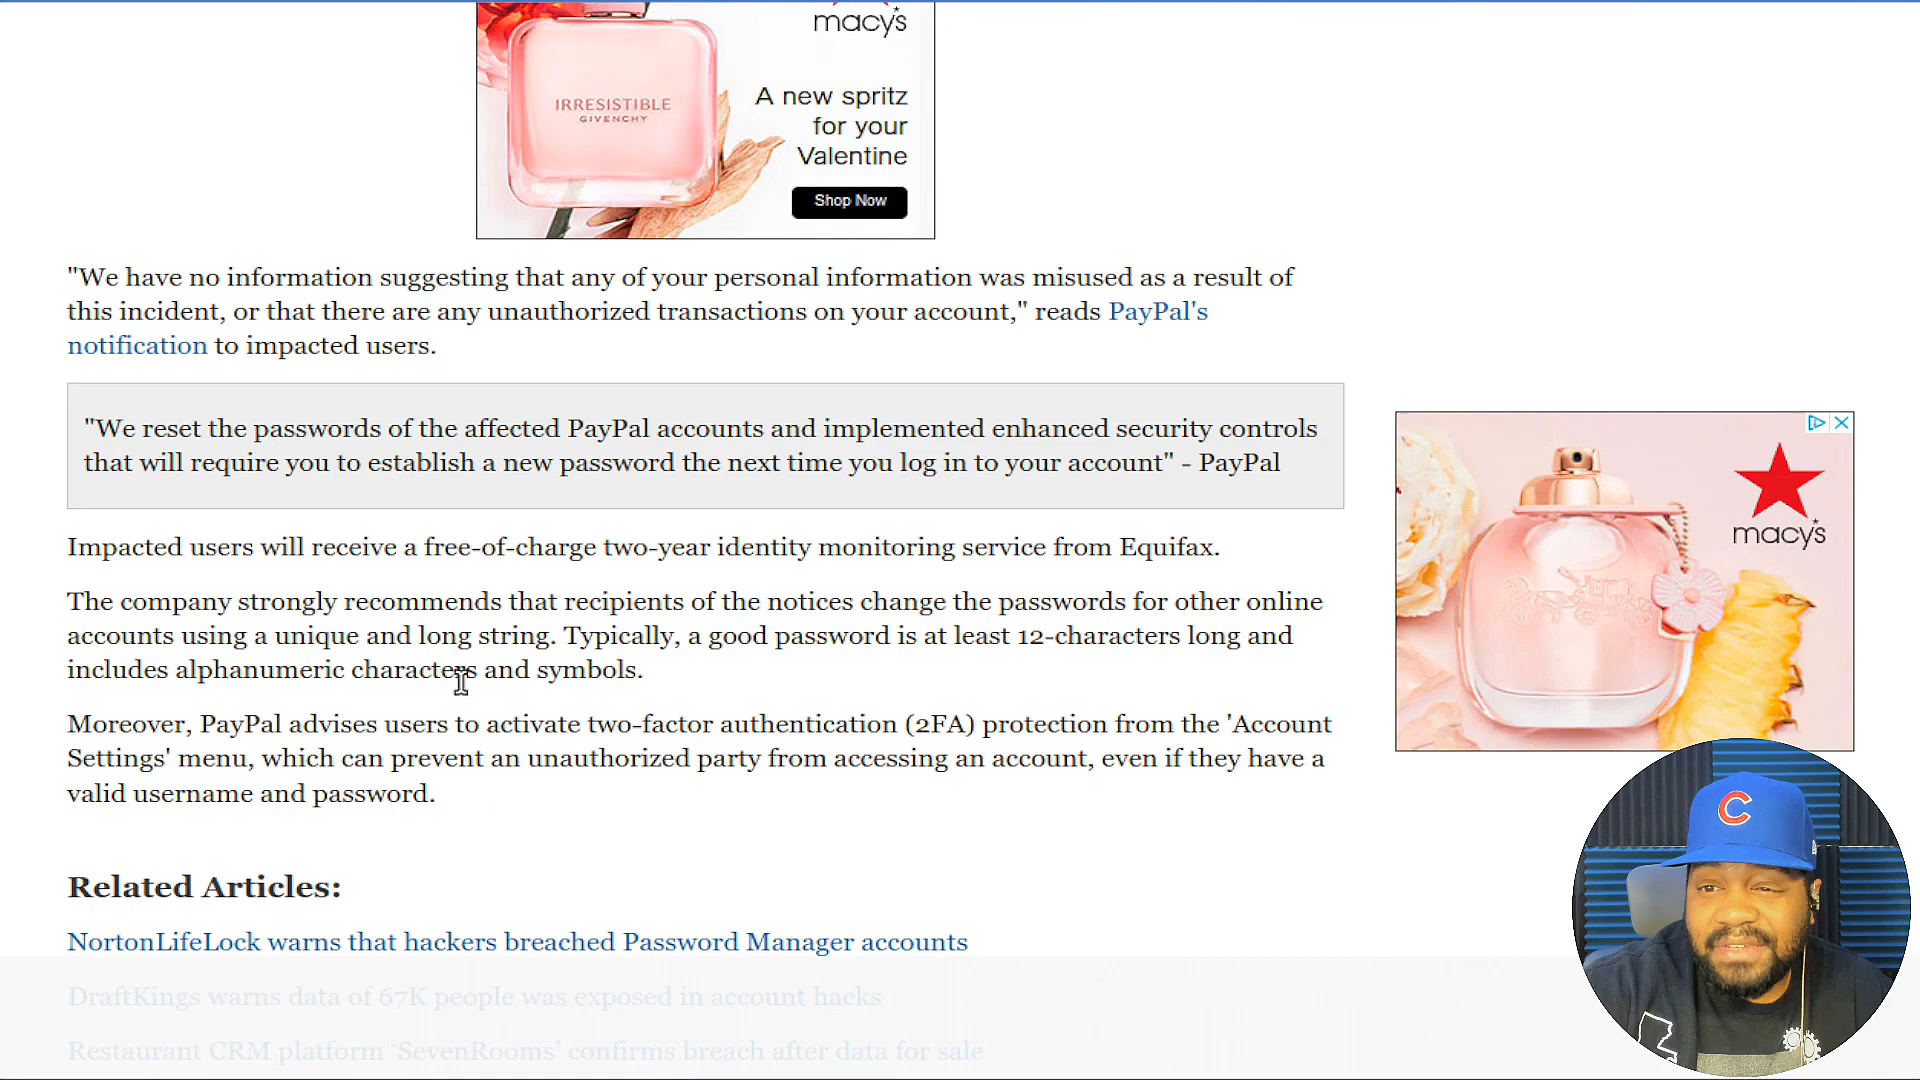 macy's
IRRESISTIBLE
GIVENCHY
A new spritz
for your
Valentine
Shop Now
"We have no information suggesting that any of your personal information was misused as a result of
this incident, or that there are any unauthorized transactions on your account," reads PayPal's
notification to impacted users.
"We reset the passwords of the affected PayPal accounts and implemented enhanced security controls
that will require you to establish a new password the next time you log in to your account" - PayPal
macy's
Impacted users will receive a free-of-charge two-year identity monitoring service from Equifax.
The company strongly recommends that recipients of the notices change the passwords for other online
accounts using a unique and long string. Typically, a good password is at least 12-characters long and
includes alphanumeric characters and symbols.
Moreover, PayPal advises users to activate two-factor authentication (2FA) protection from the 'Account
Settings' menu, which can prevent an unauthorized party from accessing an account, even if they have a
valid username and password.
C
Related Articles:
NortonLifeLock warns that hackers breached Password Manager accounts
DraftKings warns data of 67K people was exposed in account hacks
Restaurant CRM platform ‘SevenRooms’ confirms breach after data for sale